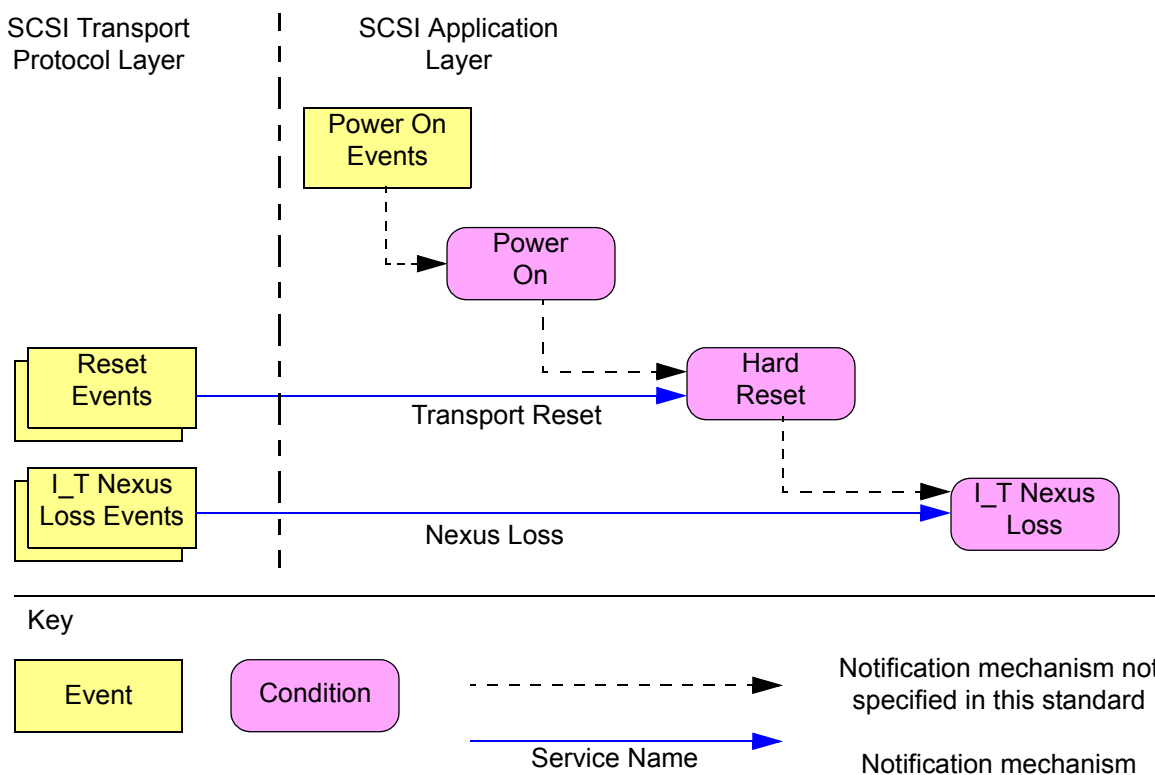 SCSI Transport
Protocol Layer
SCSI Application
Layer
Power On
Events
Power
On
Reset
Events
Hard
Reset
Transport Reset
I_T Nexus
Loss Events
I_T Nexus
Loss
Nexus Loss
Key
Event
Condition
Notification mechanism not
specified in this standard
Service Name
Notification mechanism